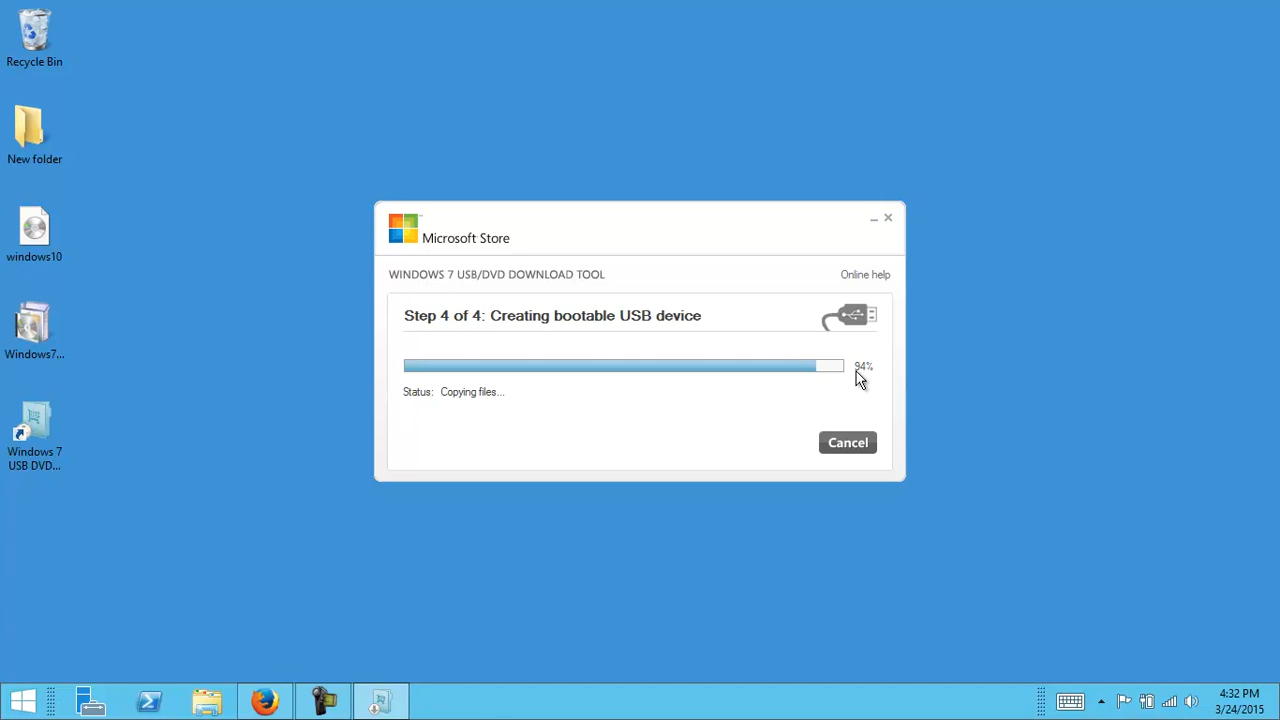 Recycle Bin
New folder
windows10
Windows7...
Windows 7
USB DVD...
Microsoft Store
WINDOWS 7 USB/DVD DOWNLOAD TOOL
Online help
Step 4 of 4: Creating bootable USB device
94%
Status: Copying files...
Cancel
4:32 PM
3/24/2015